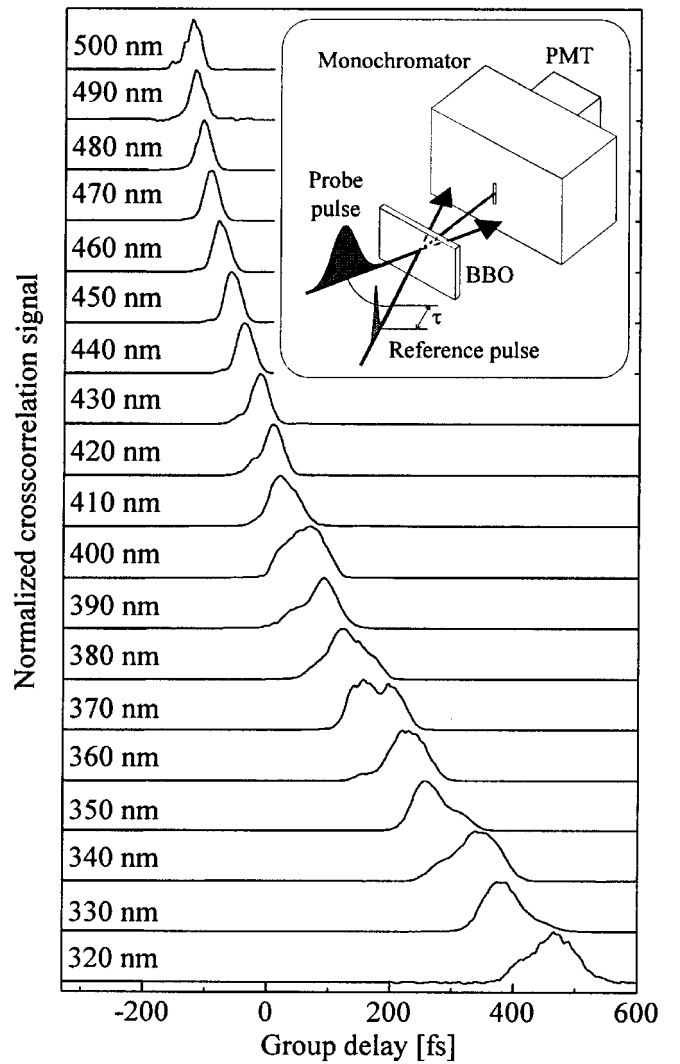 500 nm
490 nm
480 nm
470 nm
460 nm
450 nm
440 nm
430 nm
420 nm
410 nm
400 nm
390 nm
380 nm
370 nm
360 nm
350 nm
340 nm
330 nm
320 nm
Monochromator
PMT
Probe
pulse
BBO
τ
Reference pulse
Normalized crosscorrelation signal
-200 0 200 400 600
Group delay [fs]